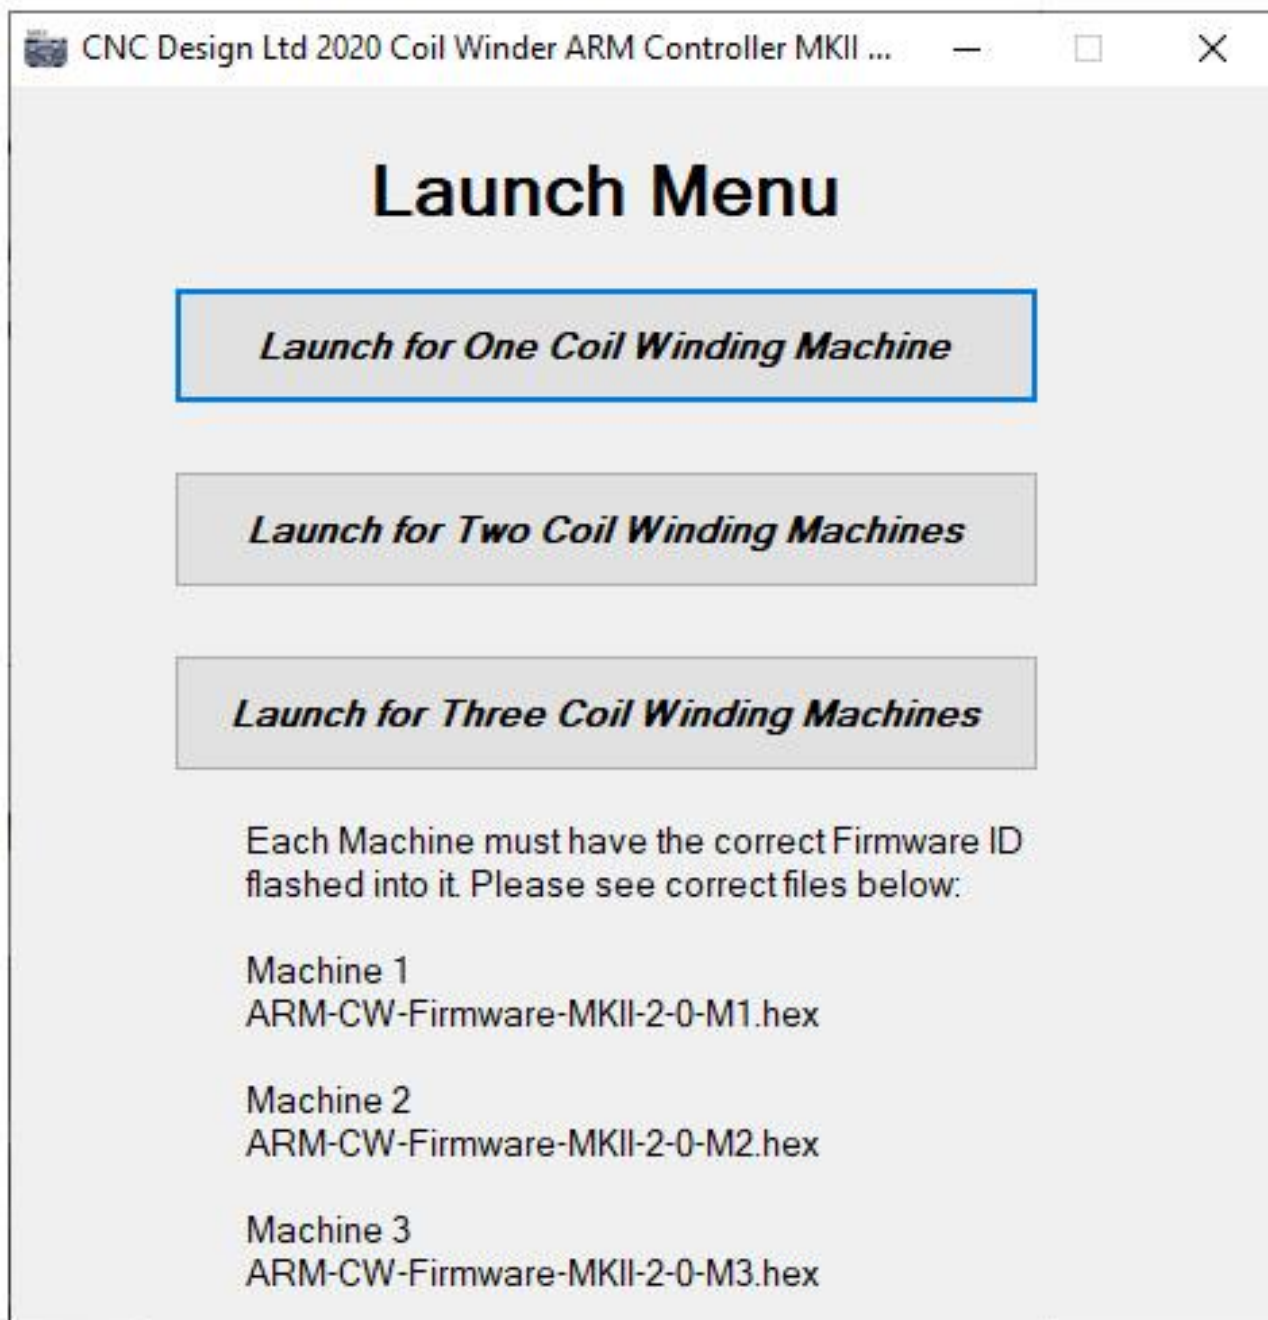 CNC Design Ltd 2020 Coil Winder ARM Controller MKII ...
Launch Menu
Launch for One Coil Winding Machine
Launch for Two Coil Winding Machines
Launch for Three Coil Winding Machines
Each Machine must have the correct Firmware ID
flashed into it. Please see correct files below:
Machine 1
ARM-CW-Firmware-MKII-2-0-M1.hex
Machine 2
ARM-CW-Firmware-MKII-2-0-M2.hex
Machine 3
ARM-CW-Firmware-MKII-2-0-M3.hex